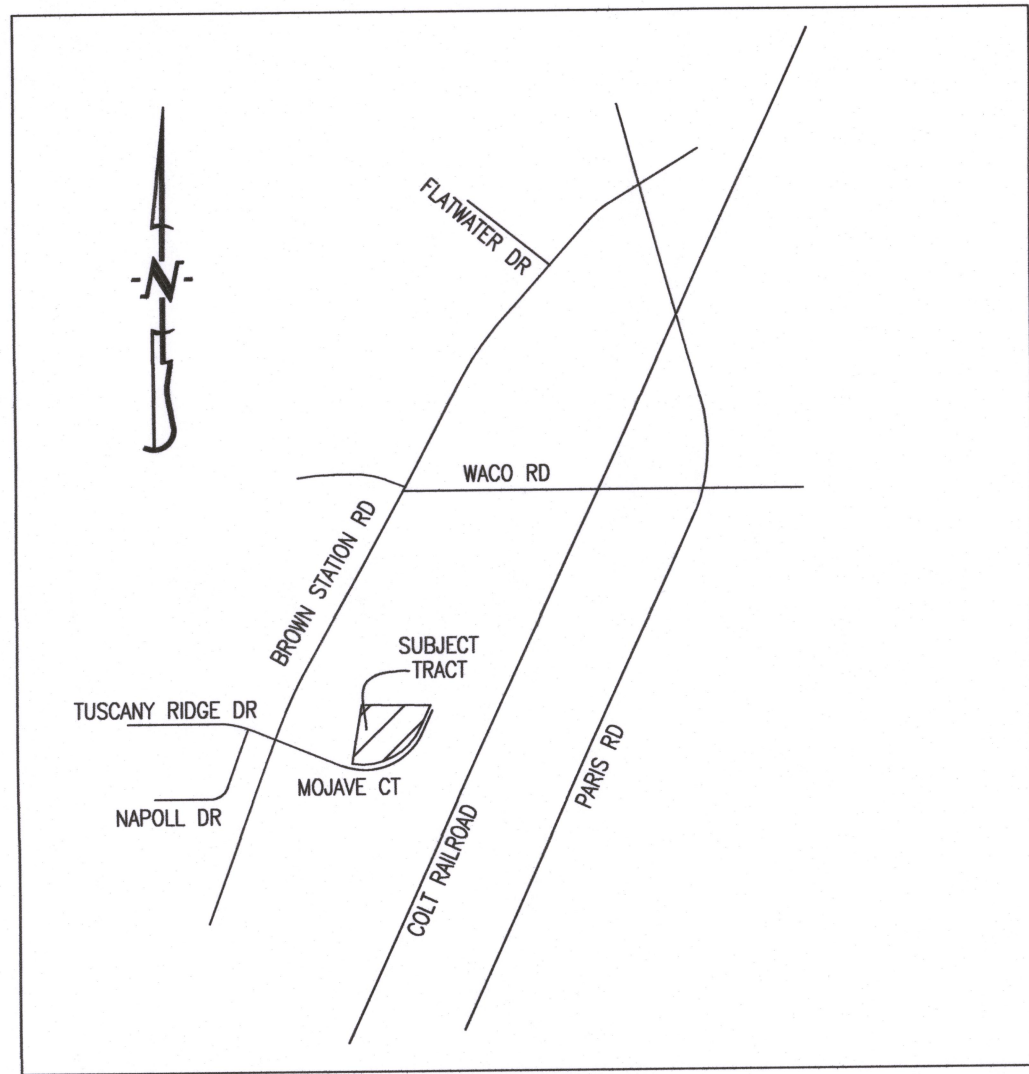 FLATWATER DR
-N-
WACO RD
BROWN STATION RD
SUBJECT
TRACT
TUSCANY RIDGE DR
MOJAVE CT
NAPOLL DR
COLT RAILROAD
PARIS RD